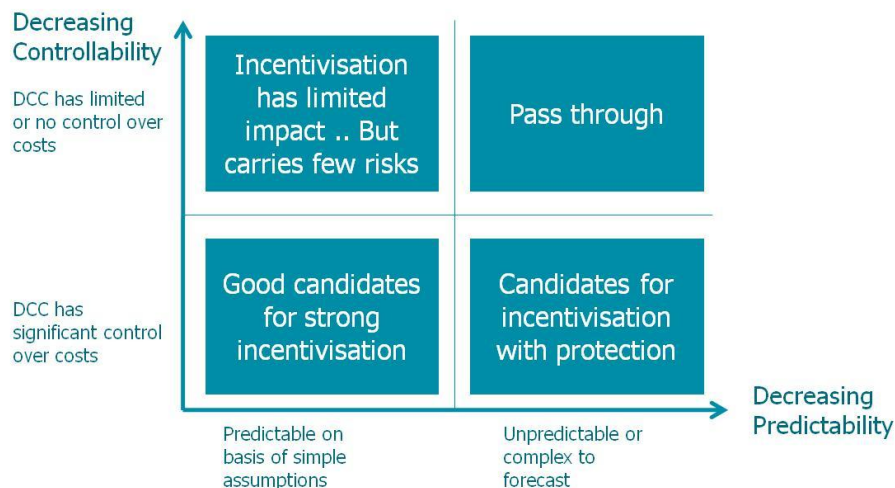 Decreasing
Controllability
DCC has limited
or no control over
costs
Incentivisation
has limited
impact .. But
carries few risks
Pass through
DCC has
significant control
over costs
Good candidates
for strong
incentivisation
Candidates for
incentivisation
with protection
Decreasing
Predictability
Predictable on
basis of simple
assumptions
Unpredictable or
complex to
forecast